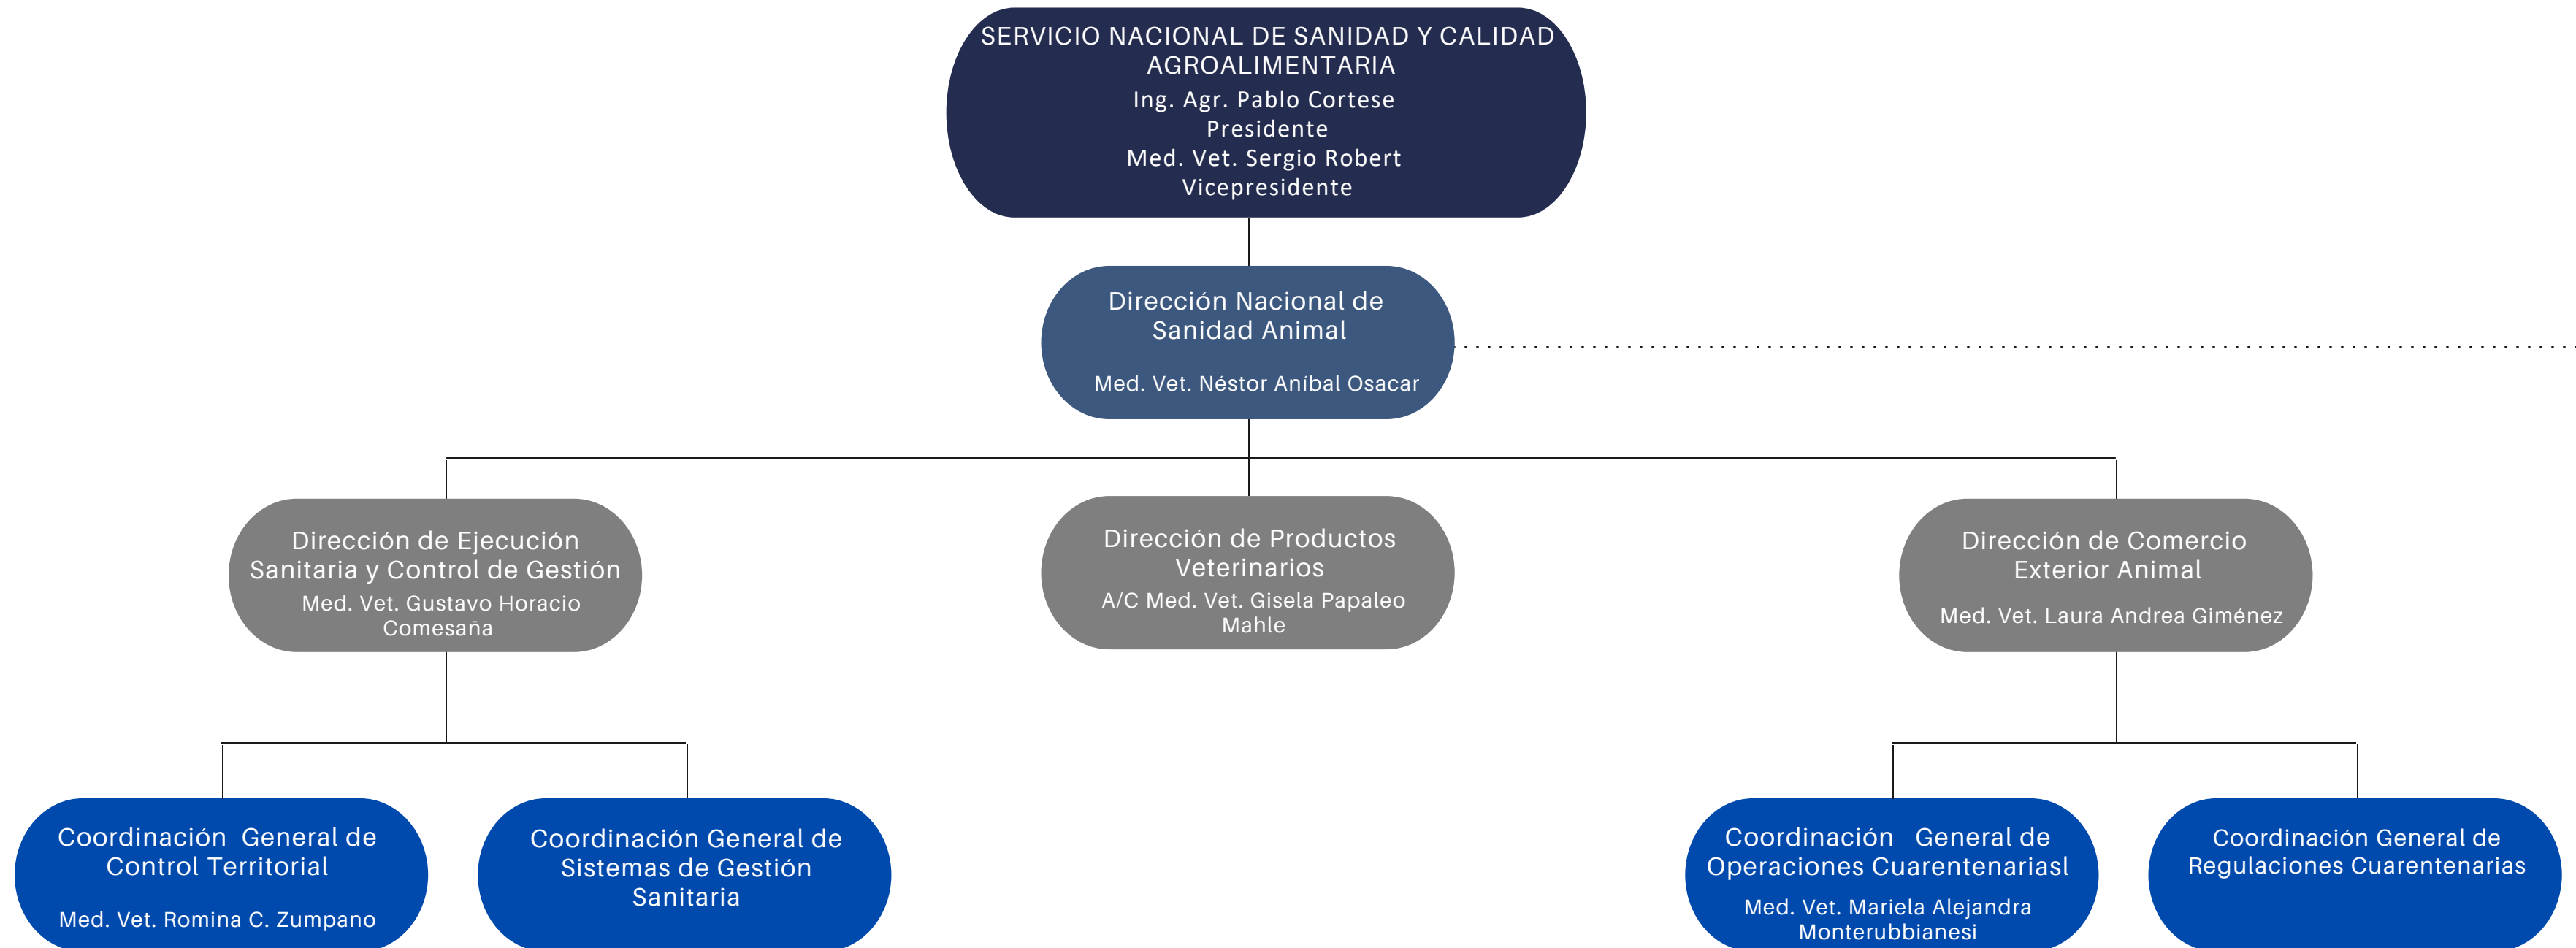 SERVICIO NACIONAL DE SANIDAD Y CALIDAD
AGROALIMENTARIA
Ing. Agr. Pablo Cortese
Presidente
Med. Vet. Sergio Robert
Vicepresidente
Dirección Nacional de
Sanidad Animal
Med. Vet. Néstor Aníbal Osacar
Dirección de Ejecución
Sanitaria y Control de Gestión
Med. Vet. Gustavo Horacio
Comesaña
Dirección de Productos
Veterinarios
A/C Med. Vet. Gisela Papaleo
Mahle
Dirección de Comercio
Exterior Animal
Med. Vet. Laura Andrea Giménez
Coordinación General de
Control Territorial
Med. Vet. Romina C. Zumpano
Coordinación General de
Sistemas de Gestión
Sanitaria
Coordinación General de
Operaciones Cuarentenariasl
Med. Vet. Mariela Alejandra
Monterubbianesi
Coordinación General de
Regulaciones Cuarentenarias